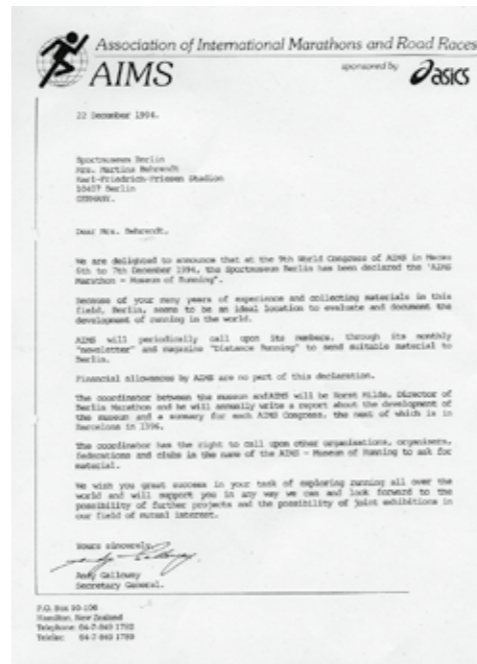 Association of International Marathons and Road Races
AIMS
sponsored by
asics
22 December 1994.
Sportmuseum Berlin
Mrs. Martina Behrendt
Karl-Friedrich-Friesen Stadion
10407 Berlin
GERMANY.
Dear Mrs. Behrendt,
We are delighted to announce that at the 9th World Congress of AIMS in Macau
6th to 7th December 1994, the Sportmuseum Berlin has been declared the "AIMS
Marathon - Museum of Running".
Because of your many years of experience and collecting materials in this
field, Berlin, seems to be an ideal location to evaluate and document the
development of running in the world.
AIMS will periodically call upon its members, through its monthly
"newsletter" and magazine "Distance Running" to send suitable material to
Berlin.
Financial allowances by AIMS are no part of this declaration.
The coordinator between the museum and AIMS will be Horst Milde, Director of
Berlin Marathon and he will annually write a report about the development of
the museum and a summary for each AIMS Congress, the next of which is in
Barcelona in 1996.
The coordinator has the right to call upon other organisations, organisers,
federations and clubs in the name of the AIMS - Museum of Running to ask for
material.
We wish you great success in your task of exploring running all over the
world and will support you in any way we can and look forward to the
possibility of further projects and the possibility of joint exhibitions in
our field of mutual interest.
Yours sincerely,
Andy Galloway
Secretary General.
P.O. Box 10-106
Hamilton, New Zealand
Telephone 64-7-843 1782
Telefax 64-7-843 1789